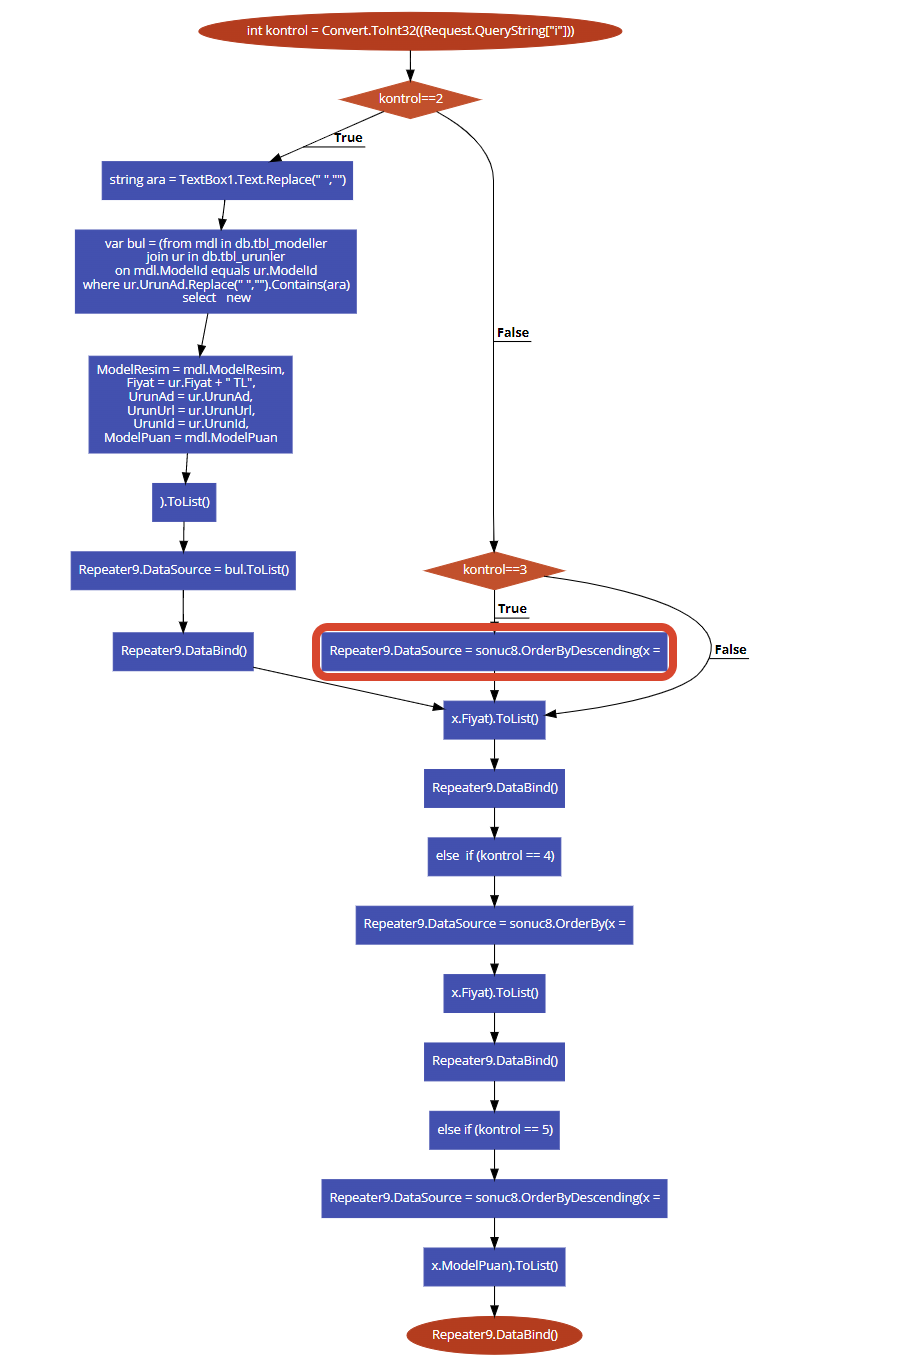 int kontrol = Convert.ToInt32((Request.QueryString["i"]))
kontrol==2
True
string ara = TextBox1.Text.Replace(" ","")
var bul = (from mdl in db.tbl_modeller
join ur in db.tbl_urunler
on mdl.ModelId equals ur.ModelId
where ur.UrunAd.Replace(" ","").Contains(ara)
select new
False
ModelResim = mdl.ModelResim,
Fiyat = ur.Fiyat + " TL",
UrunAd = ur.UrunAd,
UrunUrl = ur.UrunUrl,
UrunId = ur.UrunId,
ModelPuan = mdl.ModelPuan
).ToList()
Repeater9.DataSource = bul.ToList()
kontrol==3
True
Repeater9.DataBind()
Repeater9.DataSource = sonuc8.OrderByDescending(x =
False
x.Fiyat).ToList()
Repeater9.DataBind()
else if (kontrol == 4)
Repeater9.DataSource = sonuc8.OrderBy(x =
x.Fiyat).ToList()
Repeater9.DataBind()
else if (kontrol == 5)
Repeater9.DataSource = sonuc8.OrderByDescending(x =
x.ModelPuan).ToList()
Repeater9.DataBind()